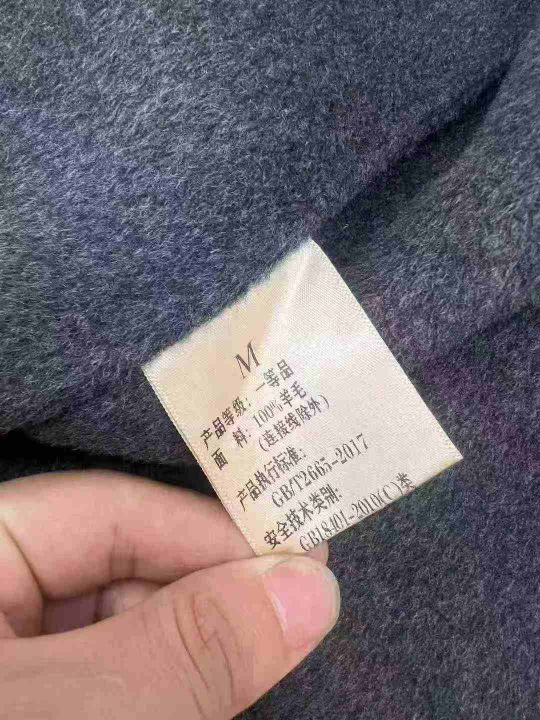 M
产品等级：一等品
面 料：100%羊毛
(连接线除外)
产品执行标准：
GB/T2665-2017
安全技术类别：
GB18401-2010(C)类